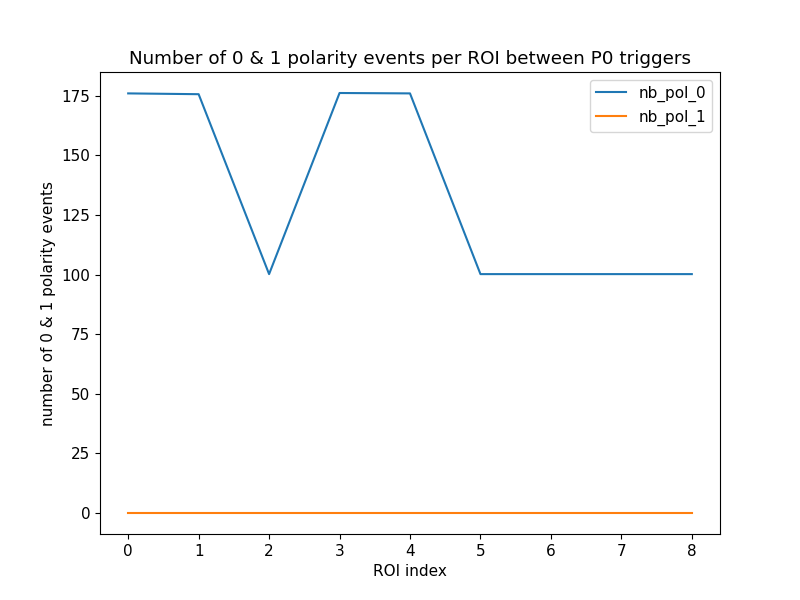 Number of 0 & 1 polarity events per ROI between P0 triggers
nb_pol_0
nb_pol_1
number of 0 & 1 polarity events
175
150
125
100
75
50
25
0
0 1 2 3 4 5 6 7 8
ROI index